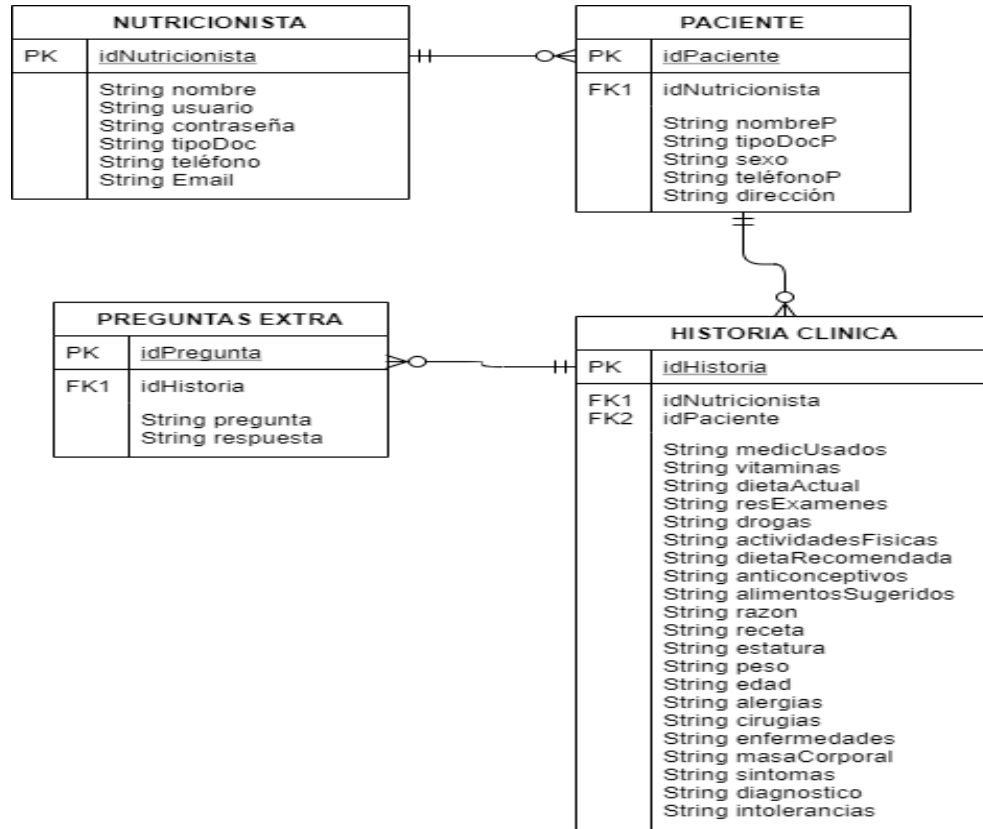 NUTRICIONISTA
PK idNutricionista
String nombre
String usuario
String contraseña
String tipoDoc
String teléfono
String Email
PACIENTE
PK idPaciente
FK1 idNutricionista
String nombreP
String tipoDocP
String sexo
String teléfonoP
String dirección
PREGUNTAS EXTRA
PK idPregunta
FK1 idHistoria
String pregunta
String respuesta
HISTORIA CLINICA
PK idHistoria
FK1 idNutricionista
FK2 idPaciente
String medicUsados
String vitaminas
String dietaActual
String resExamenes
String drogas
String actividadesFisicas
String dietaRecomendada
String anticonceptivos
String alimentosSugeridos
String razon
String receta
String estatura
String peso
String edad
String alergias
String cirugias
String enfermedades
String masaCorporal
String sintomas
String diagnostico
String intolerancias